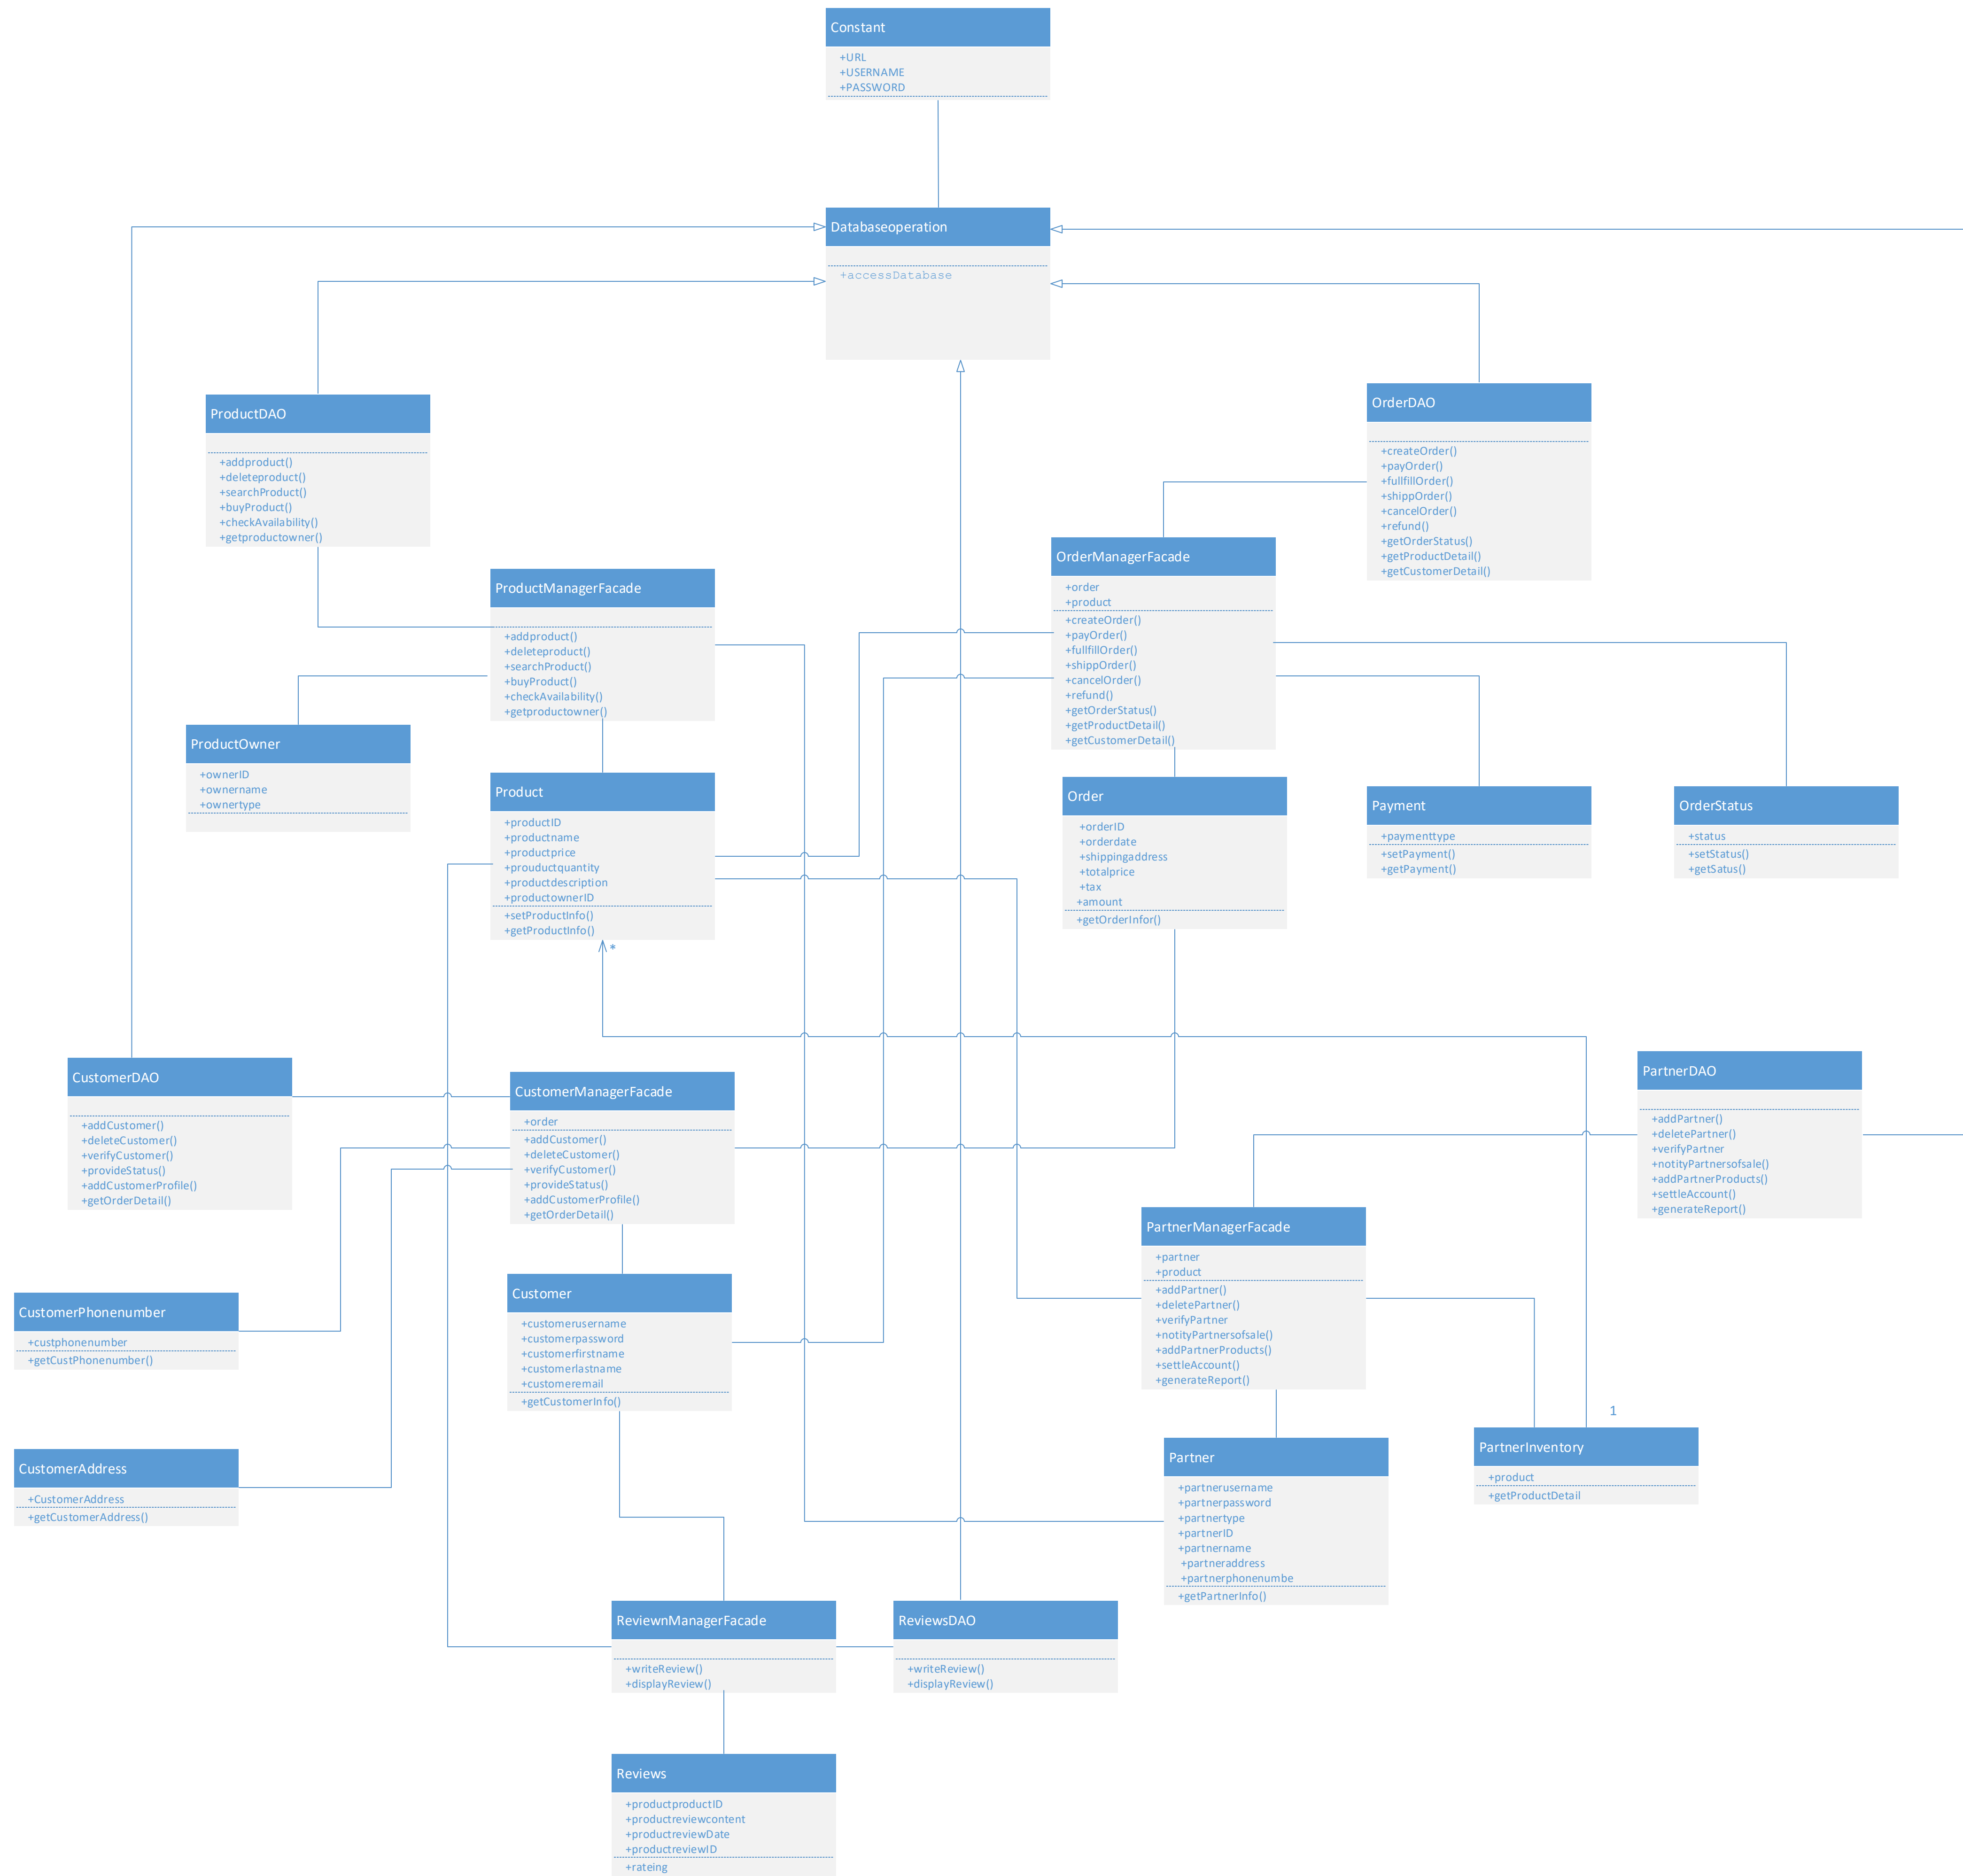 Constant
+URL
+USERNAME
+PASSWORD
Databaseoperation
+accessDatabase
ProductDAO
+addproduct()
+deleteproduct()
+searchProduct()
+buyProduct()
+checkAvailability()
+getproductowner()
OrderDAO
+createOrder()
+payOrder()
+fullfillOrder()
+shippOrder()
+cancelOrder()
+refund()
+getOrderStatus()
+getProductDetail()
+getCustomerDetail()
ProductManagerFacade
+addproduct()
+deleteproduct()
+searchProduct()
+buyProduct()
+checkAvailability()
+getproductowner()
OrderManagerFacade
+order
+product
+createOrder()
+payOrder()
+fullfillOrder()
+shippOrder()
+cancelOrder()
+refund()
+getOrderStatus()
+getProductDetail()
+getCustomerDetail()
ProductOwner
+ownerID
+ownername
+ownertype
Product
+productID
+productname
+productprice
+prouductquantity
+productdescription
+productownerID
+setProductInfo()
+getProductInfo()
*
Order
+orderID
+orderdate
+shippingaddress
+totalprice
+tax
+amount
+getOrderInfor()
Payment
+paymenttype
+setPayment()
+getPayment()
OrderStatus
+status
+setStatus()
+getSatus()
CustomerDAO
+addCustomer()
+deleteCustomer()
+verifyCustomer()
+provideStatus()
+addCustomerProfile()
+getOrderDetail()
CustomerManagerFacade
+order
+addCustomer()
+deleteCustomer()
+verifyCustomer()
+provideStatus()
+addCustomerProfile()
+getOrderDetail()
PartnerDAO
+addPartner()
+deletePartner()
+verifyPartner
+notityPartnersofsale()
+addPartnerProducts()
+settleAccount()
+generateReport()
PartnerManagerFacade
+partner
+product
+addPartner()
+deletePartner()
+verifyPartner
+notityPartnersofsale()
+addPartnerProducts()
+settleAccount()
+generateReport()
CustomerPhonenumber
+custphonenumber
+getCustPhonenumber()
Customer
+customerusername
+customerpassword
+customerfirstname
+customerlastname
+customeremail
+getCustomerInfo()
1
CustomerAddress
+CustomerAddress
+getCustomerAddress()
Partner
+partnerusername
+partnerpassword
+partnertype
+partnerID
+partnername
+partneraddress
+partnerphonenumbe
+getPartnerInfo()
PartnerInventory
+product
+getProductDetail
ReviewnManagerFacade
+writeReview()
+displayReview()
ReviewsDAO
+writeReview()
+displayReview()
Reviews
+productproductID
+productreviewcontent
+productreviewDate
+productreviewID
+rateing